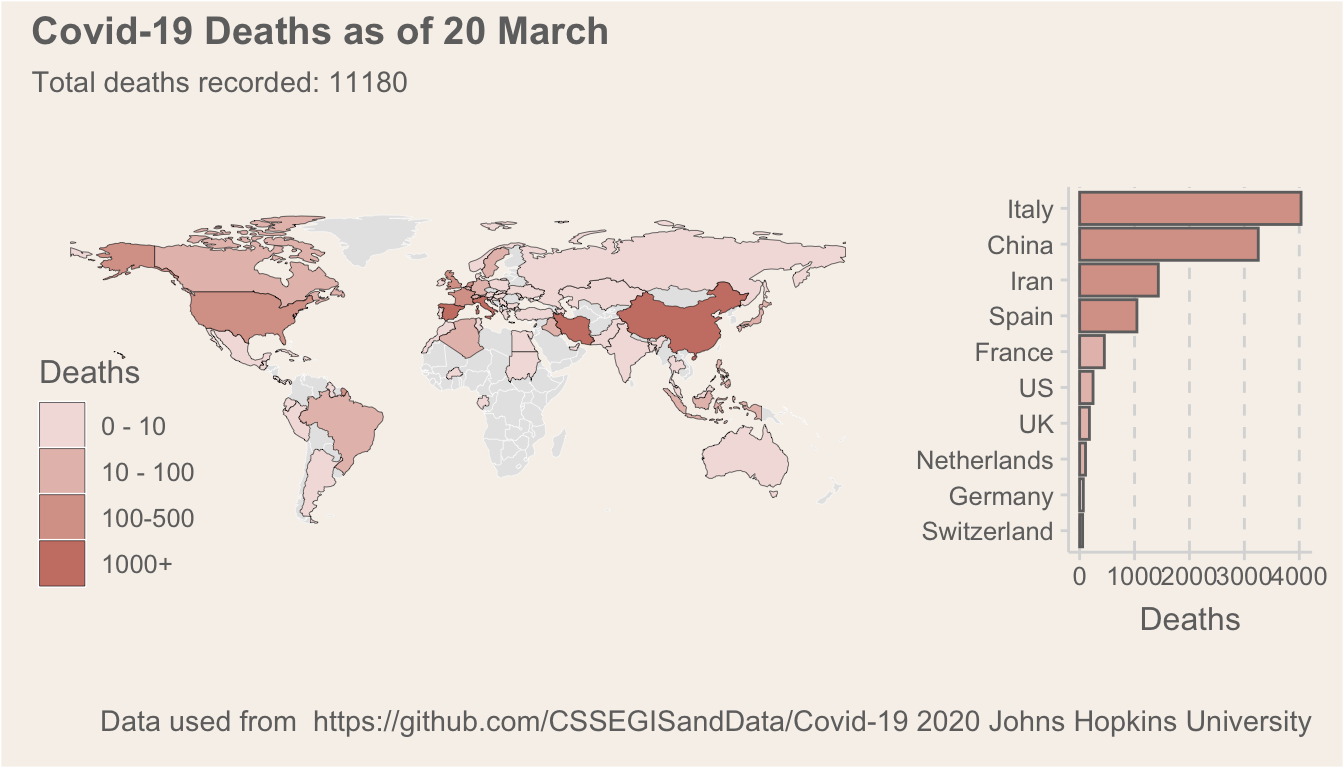 Covid-19 Deaths as of 20 March
Total deaths recorded: 11180
Deaths
0 - 10
10 - 100
100-500
1000+
Italy
China
Iran
Spain
France
US
UK
Netherlands
Germany
Switzerland
0 1000 2000 3000 4000
Deaths
Data used from  https://github.com/CSSEGISandData/Covid-19 2020 Johns Hopkins University